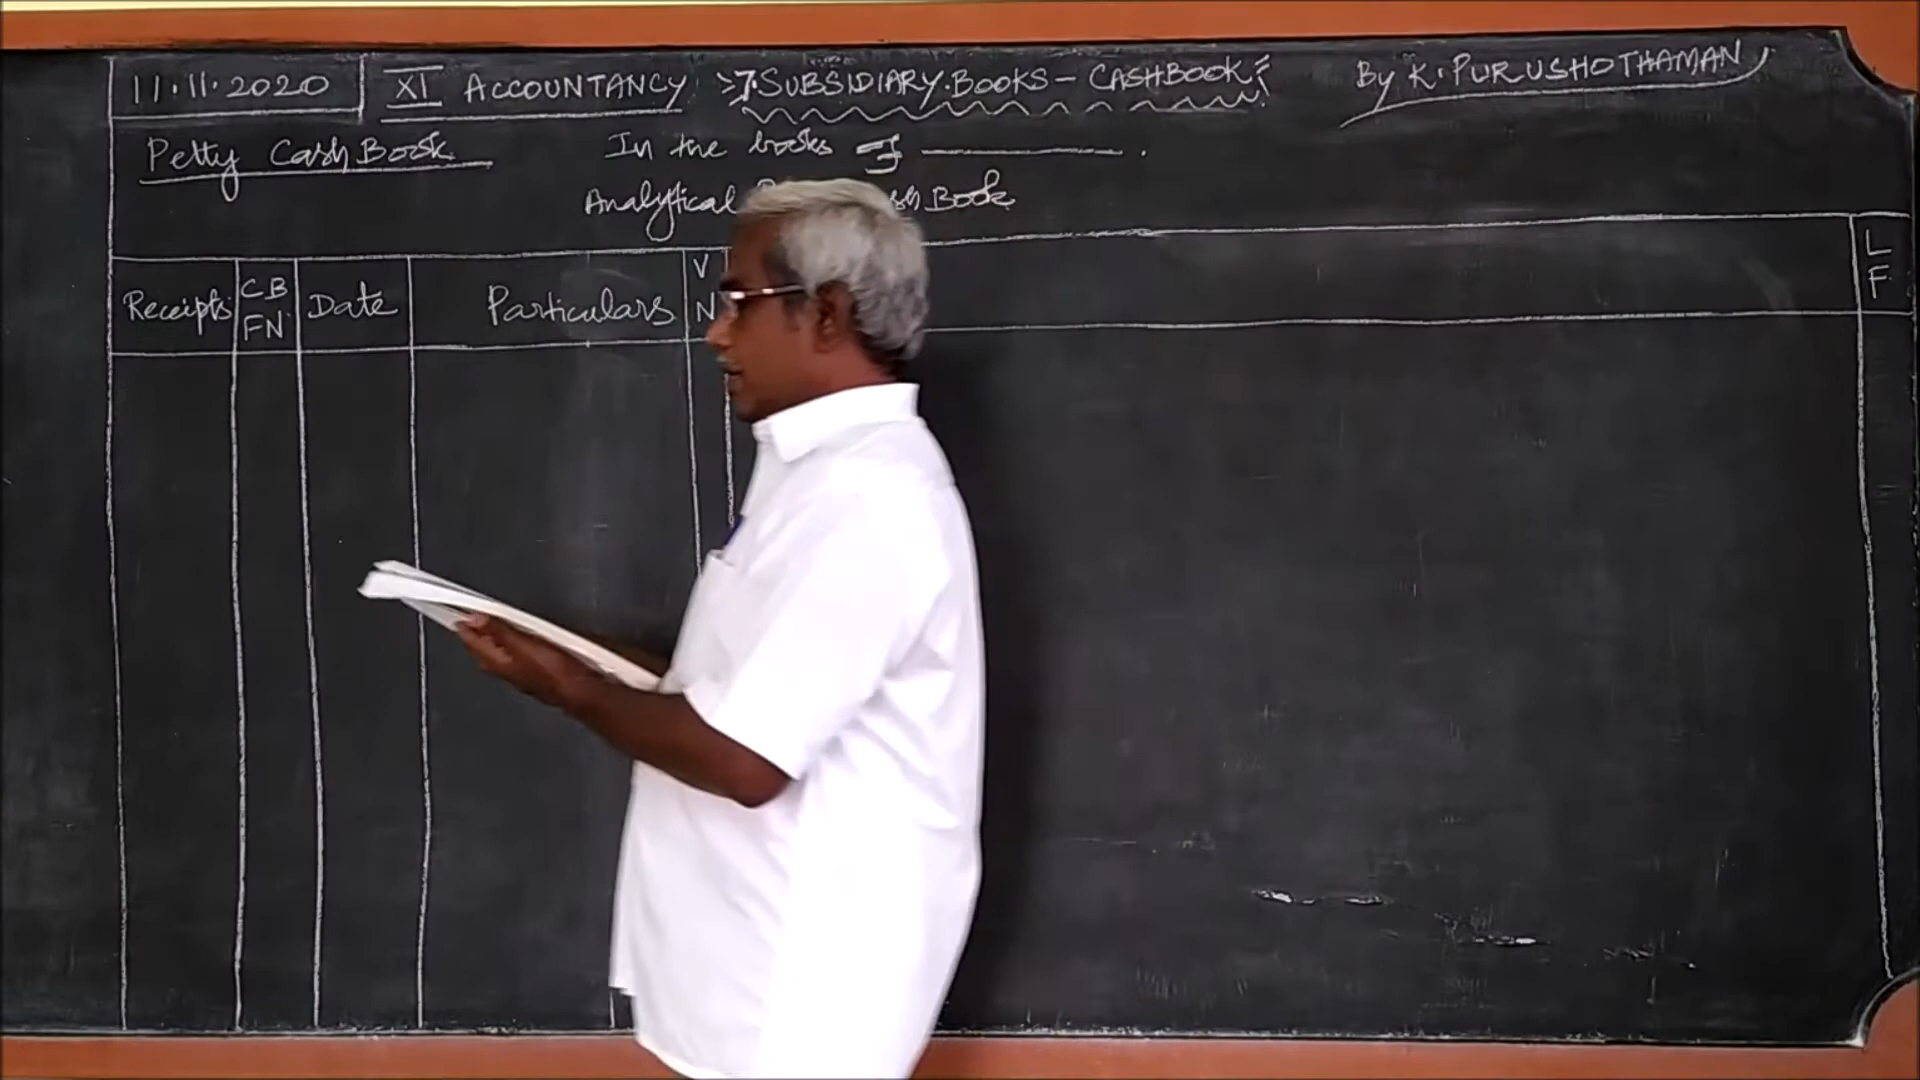 11.11.2020 XI ACCOUNTANCY 7. SUBSIDIARY BOOKS - CASHBOOK By K. PURUSHOTHAMAN
Petty Cash Book In the books of ________ .
Analytical Book
Receipts CB FN Date Particulars V N L F